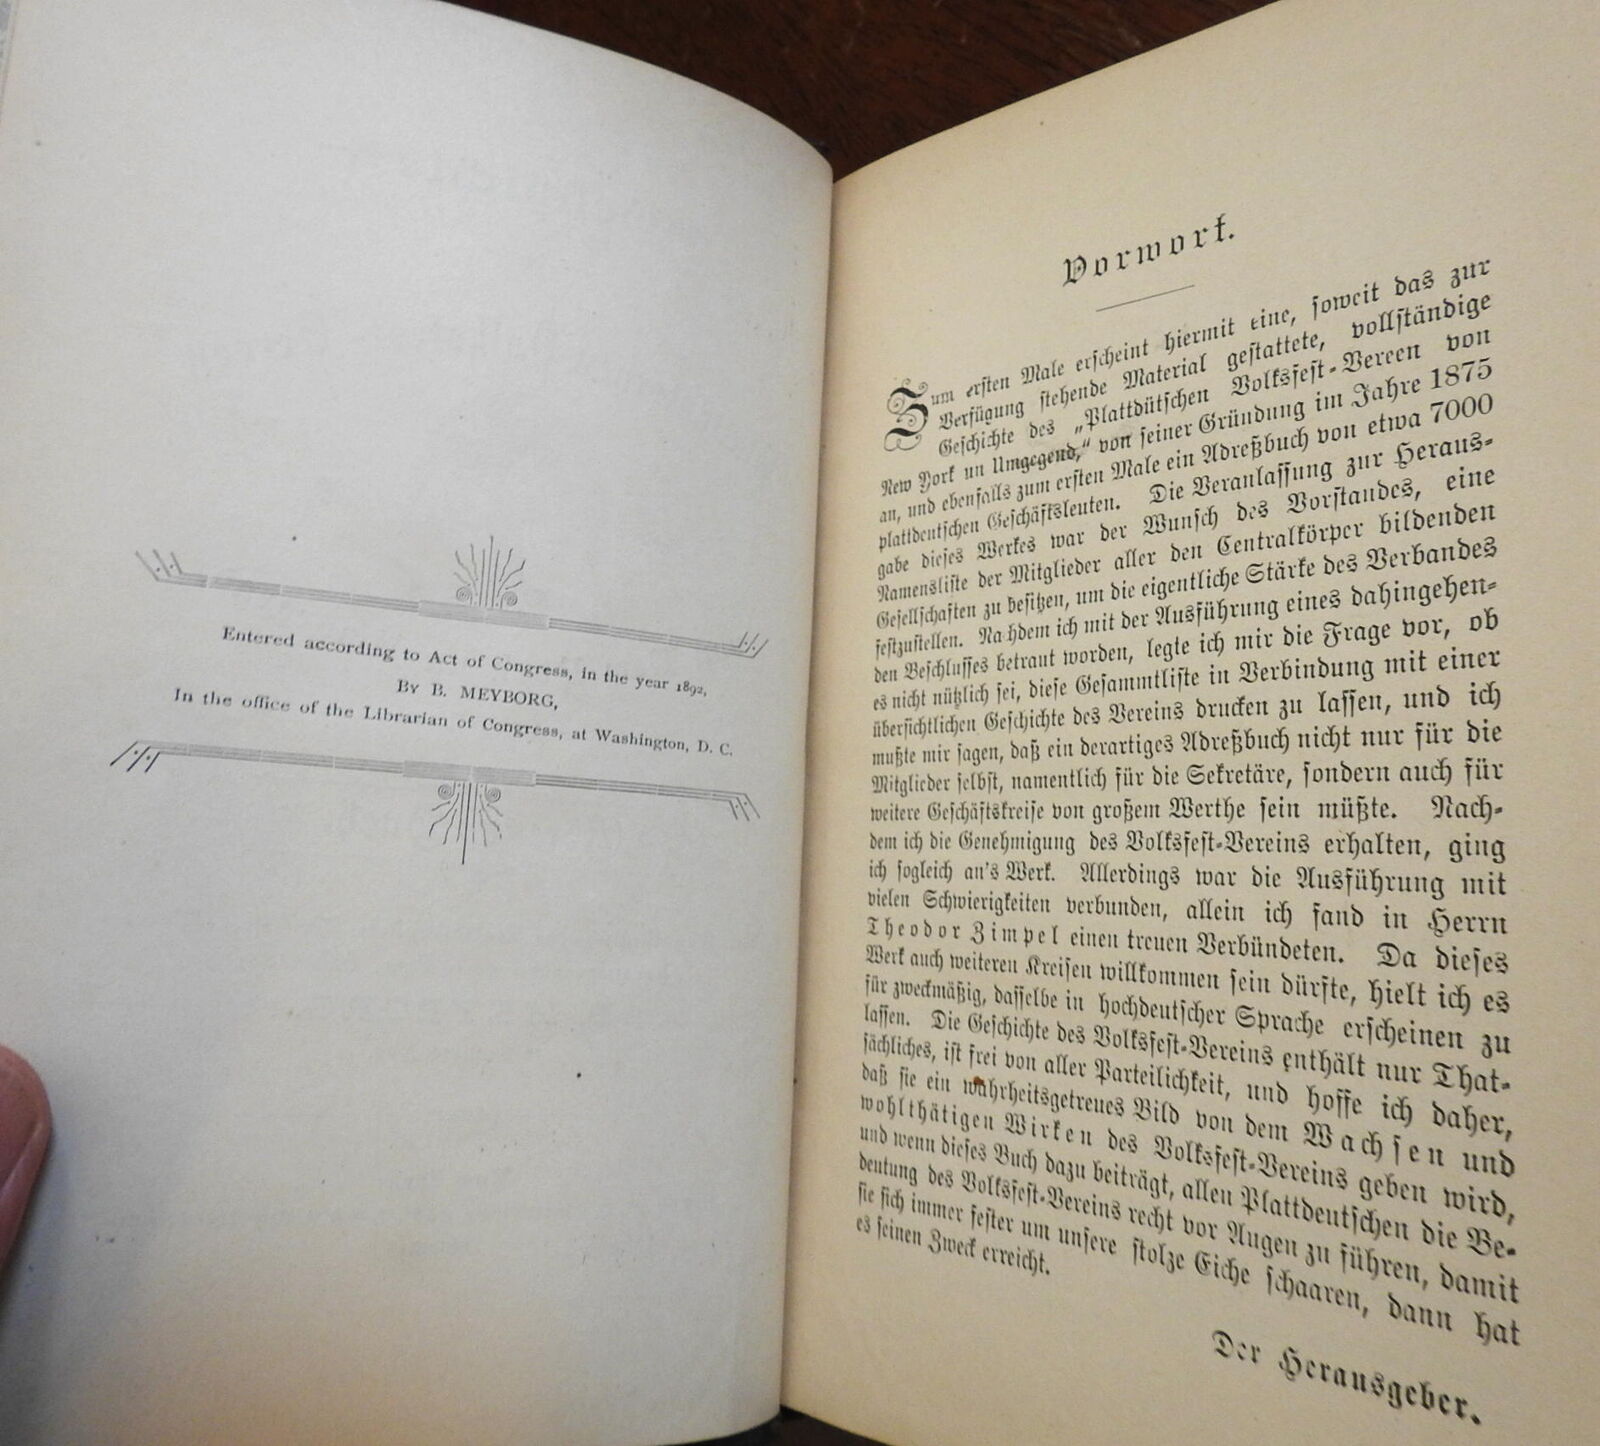 Entered according to Act of Congress, in the year 1892,
By B. MEYBORG,
In the office of the Librarian of Congress, at Washington, D. C.
Vorwort.
Zum ersten Male erscheint hiermit eine, soweit das zur
Verfügung stehende Material gestattete, vollständige
Geschichte des „Plattdütschen Volksfest-Vereen von
New York un Umgegend,“ von seiner Gründung im Jahre 1875
an, und ebenfalls zum ersten Male ein Adreßbuch von etwa 7000
plattdeutschen Geschäftsleuten. Die Veranlassung zur Heraus-
gabe dieses Werkes war der Wunsch des Vorstandes, eine
Namensliste der Mitglieder aller den Centralkörper bildenden
Gesellschaften zu besitzen, um die eigentliche Stärke des Verbandes
festzustellen. Nachdem ich mit der Ausführung eines dahingehen-
den Beschlusses betraut worden, legte ich mir die Frage vor, ob
es nicht nützlich sei, diese Gesammtliste in Verbindung mit einer
übersichtlichen Geschichte des Vereins drucken zu lassen, und ich
mußte mir sagen, daß ein derartiges Adreßbuch nicht nur für die
Mitglieder selbst, namentlich für die Sekretäre, sondern auch für
weitere Geschäftskreise von großem Werthe sein müßte. Nach-
dem ich die Genehmigung des Volksfest-Vereins erhalten, ging
ich sogleich an's Werk. Allerdings war die Ausführung mit
vielen Schwierigkeiten verbunden, allein ich fand in Herrn
Theodor Zimpel einen treuen Verbündeten. Da dieses
Werk auch weiteren Kreisen willkommen sein dürfte, hielt ich es
für zweckmäßig, dasselbe in hochdeutscher Sprache erscheinen zu
lassen. Die Geschichte des Volksfest-Vereins enthält nur That-
sächliches, ist frei von aller Parteilichkeit, und hoffe ich daher,
daß sie ein wahrheitsgetreues Bild von dem Wachsen und
wohlthätigen Wirken des Volksfest-Vereins geben wird,
und wenn dieses Buch dazu beiträgt, allen Plattdeutschen die Be-
deutung des Volksfest-Vereins recht vor Augen zu führen, damit
sie sich immer fester um unsere stolze Eiche schaaren, dann hat
es seinen Zweck erreicht.
Der Herausgeber.